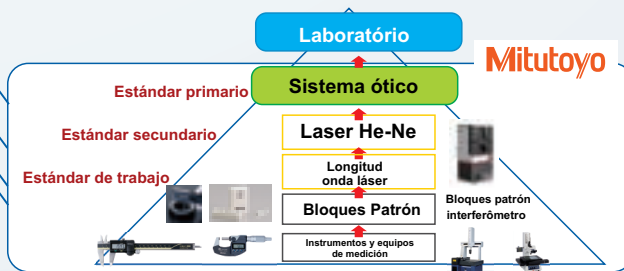 Laboratório
Mitutoyo
Estándar primario
Sistema ótico
Estándar secundario
Laser He-Ne
Estándar de trabajo
Longitud
onda láser
Bloques Patrón
Bloques patrón
interferômetro
Instrumentos y equipos
de medición